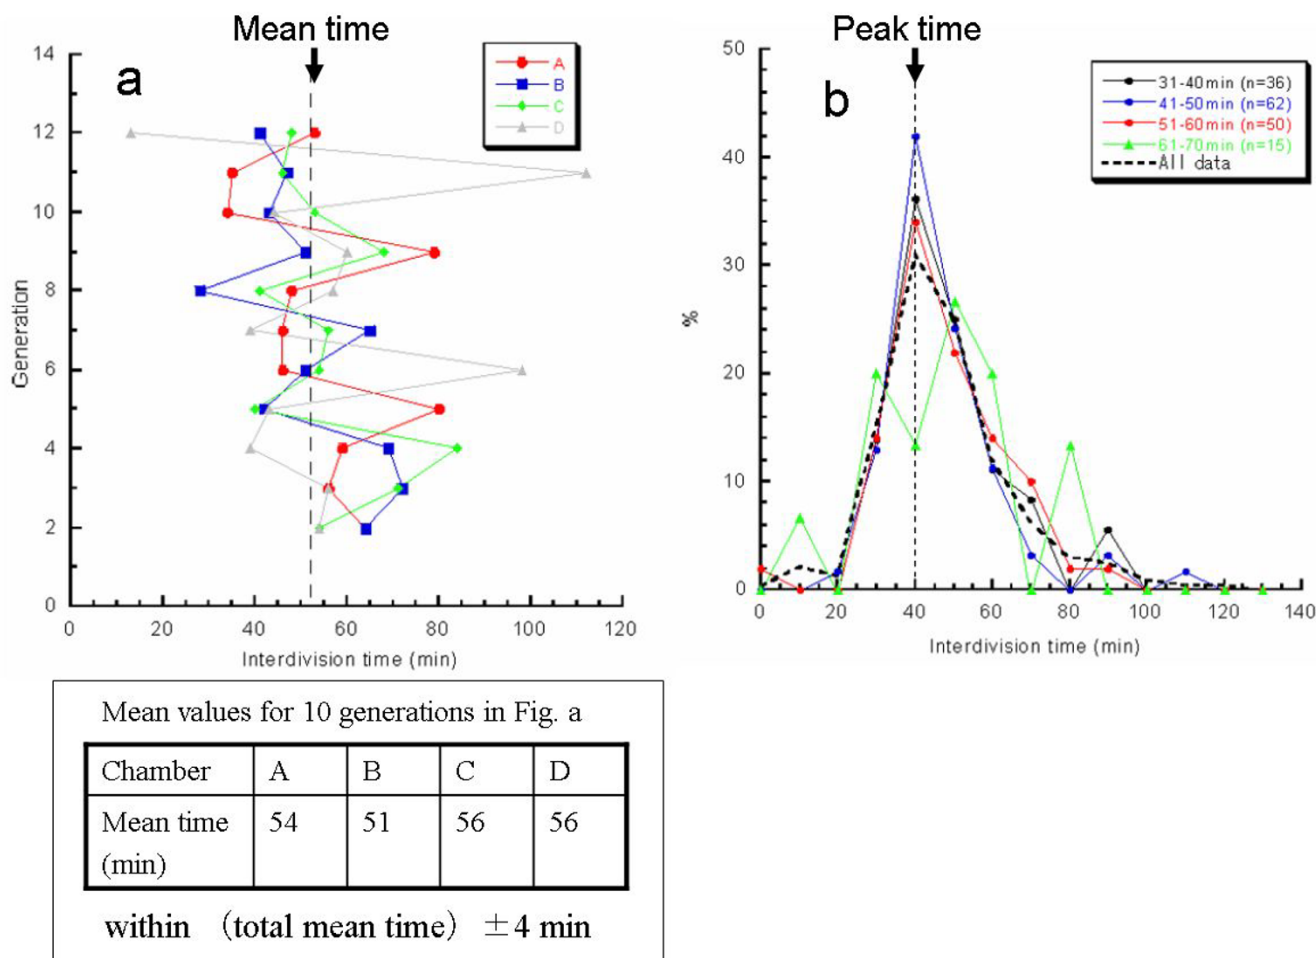 Mean time
a
A
B
C
D
14
12
10
8
6
4
2
0
Generation
0 20 40 60 80 100 120
Interdivision time (min)
Peak time
b
31-40min (n=36)
41-50min (n=62)
51-60min (n=50)
61-70min (n=15)
All data
50
40
30
20
10
0
%
0 20 40 60 80 100 120 140
Interdivision time (min)
Mean values for 10 generations in Fig. a
Chamber A B C D
Mean time 54 51 56 56
(min)
within (total mean time) ±4 min